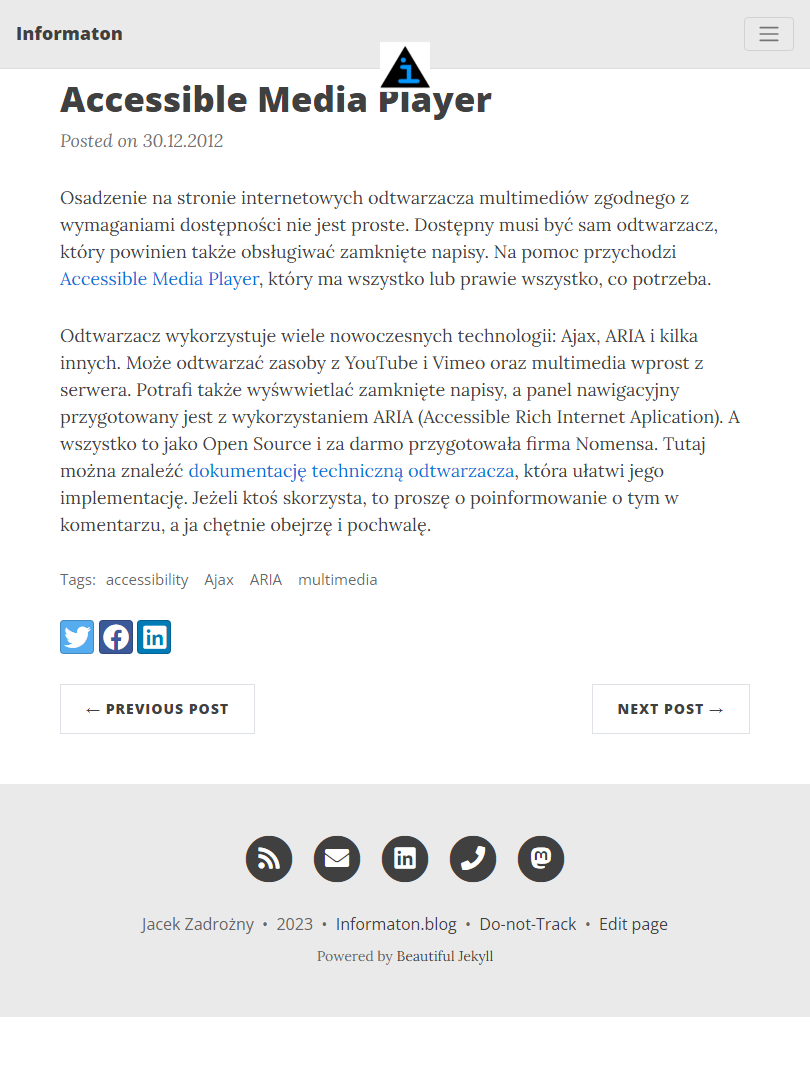 Informaton
Accessible Media Player
Posted on 30.12.2012
Osadzenie na stronie internetowych odtwarzacza multimediów zgodnego z
wymaganiami dostępności nie jest proste. Dostępny musi być sam odtwarzacz,
który powinien także obsługiwać zamknięte napisy. Na pomoc przychodzi
Accessible Media Player, który ma wszystko lub prawie wszystko, co potrzeba.
Odtwarzacz wykorzystuje wiele nowoczesnych technologii: Ajax, ARIA i kilka
innych. Może odtwarzać zasoby z YouTube i Vimeo oraz multimedia wprost z
serwera. Potrafi także wyśwwietlać zamknięte napisy, a panel nawigacyjny
przygotowany jest z wykorzystaniem ARIA (Accessible Rich Internet Aplication). A
wszystko to jako Open Source i za darmo przygotowała firma Nomensa. Tutaj
można znaleźć dokumentację techniczną odtwarzacza, która ułatwi jego
implementację. Jeżeli ktoś skorzysta, to proszę o poinformowanie o tym w
komentarzu, a ja chętnie obejrzę i pochwalę.
Tags: accessibility Ajax ARIA multimedia
← PREVIOUS POST
NEXT POST →
Jacek Zadrożny • 2023 • Informaton.blog • Do-not-Track • Edit page
Powered by Beautiful Jekyll